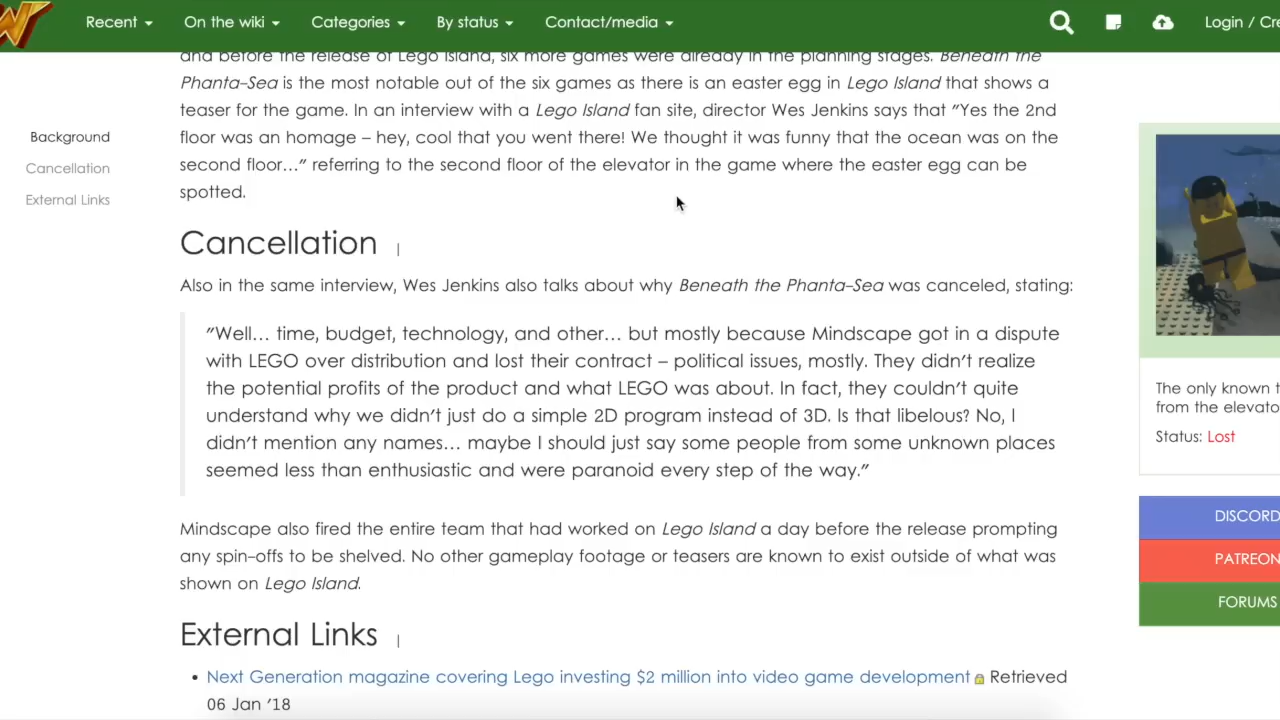 Recent On the wiki Categories By status Contact/media Login / Cre
and before the release of Lego Island, six more games were already in the planning stages. Beneath the
Phanta-Sea is the most notable out of the six games as there is an easter egg in Lego Island that shows a
teaser for the game. In an interview with a Lego Island fan site, director Wes Jenkins says that "Yes the 2nd
floor was an homage – hey, cool that you went there! We thought it was funny that the ocean was on the
second floor…" referring to the second floor of the elevator in the game where the easter egg can be
spotted.
Background
Cancellation
External Links
Cancellation
Also in the same interview, Wes Jenkins also talks about why Beneath the Phanta-Sea was canceled, stating:
"Well… time, budget, technology, and other… but mostly because Mindscape got in a dispute
with LEGO over distribution and lost their contract – political issues, mostly. They didn't realize
the potential profits of the product and what LEGO was about. In fact, they couldn't quite
understand why we didn't just do a simple 2D program instead of 3D. Is that libelous? No, I
didn't mention any names… maybe I should just say some people from some unknown places
seemed less than enthusiastic and were paranoid every step of the way."
Mindscape also fired the entire team that had worked on Lego Island a day before the release prompting
any spin-offs to be shelved. No other gameplay footage or teasers are known to exist outside of what was
shown on Lego Island.
External Links
• Next Generation magazine covering Lego investing $2 million into video game development Retrieved
06 Jan '18
The only known t
from the elevato
Status: Lost
DISCORD
PATREON
FORUMS